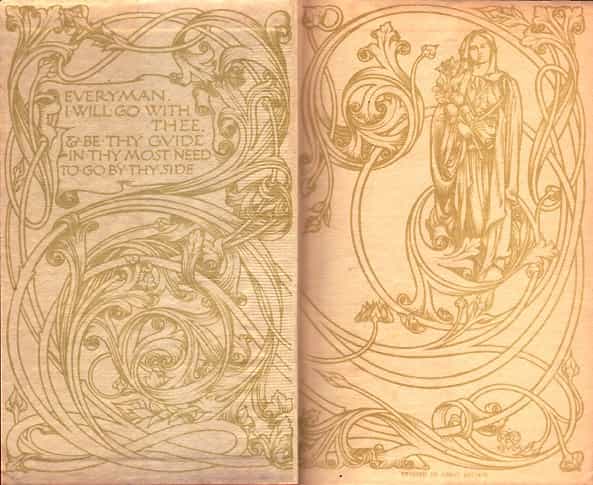 EVERYMAN.
I WILL GO WITH
THEE.
& BE·THY GVIDE
IN·THY MOST NEED
TO·GO BY·THY·SIDE
PRINTED IN GREAT BRITAIN